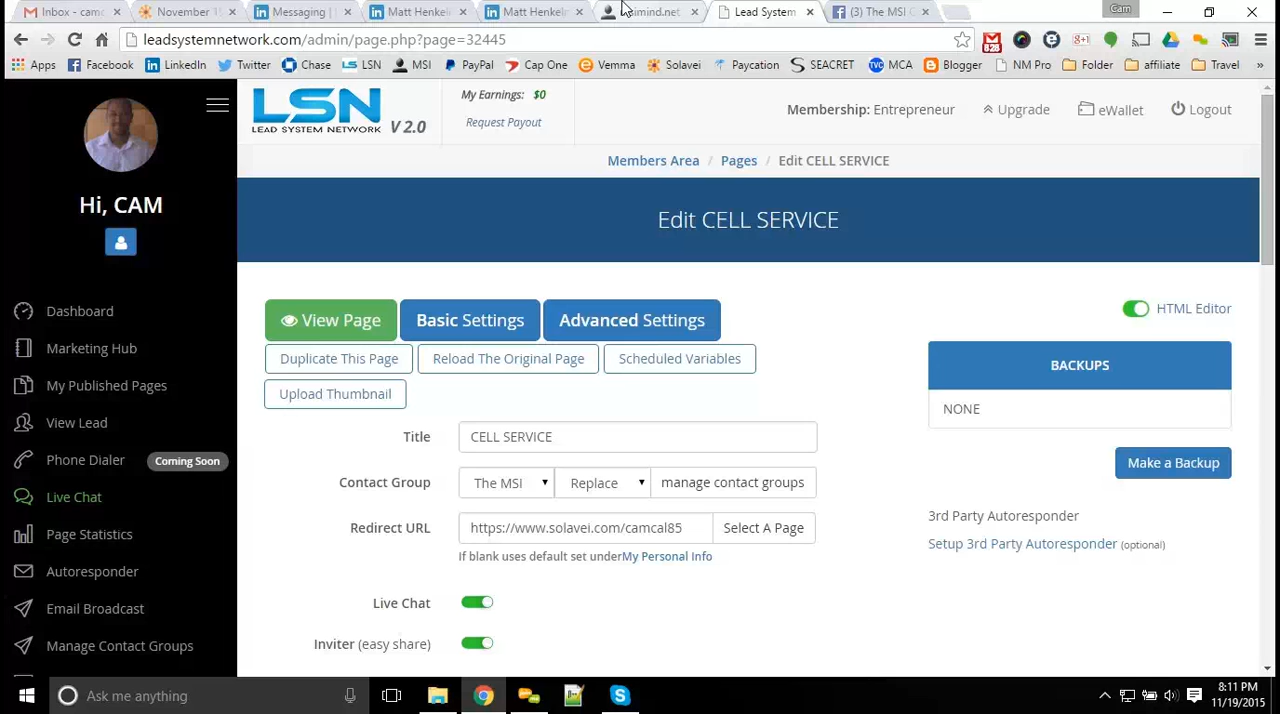 Inbox - camc
November 1
Messaging |
Matt Henkel
Matt Henkel
mind.net
Lead System
(3) The MSI C
Cam
leadsystemnetwork.com/admin/page.php?page=32445
Apps Facebook LinkedIn Twitter Chase LSN MSI PayPal Cap One Vemma Solavei Paycation SEACRET MCA Blogger NM Pro Folder affiliate Travel »
LSN
LEAD SYSTEM NETWORK V 2.0
My Earnings: $0
Request Payout
Membership: Entrepreneur Upgrade eWallet Logout
Members Area / Pages / Edit CELL SERVICE
Edit CELL SERVICE
Hi, CAM
Dashboard
Marketing Hub
My Published Pages
View Lead
Phone Dialer Coming Soon
Live Chat
Page Statistics
Autoresponder
Email Broadcast
Manage Contact Groups
View Page Basic Settings Advanced Settings
Duplicate This Page Reload The Original Page Scheduled Variables
Upload Thumbnail
Title CELL SERVICE
Contact Group The MSI Replace manage contact groups
Redirect URL https://www.solavei.com/camcal85 Select A Page
If blank uses default set underMy Personal Info
Live Chat
Inviter (easy share)
HTML Editor
BACKUPS
NONE
Make a Backup
3rd Party Autoresponder
Setup 3rd Party Autoresponder (optional)
Ask me anything
8:11 PM
11/19/2015